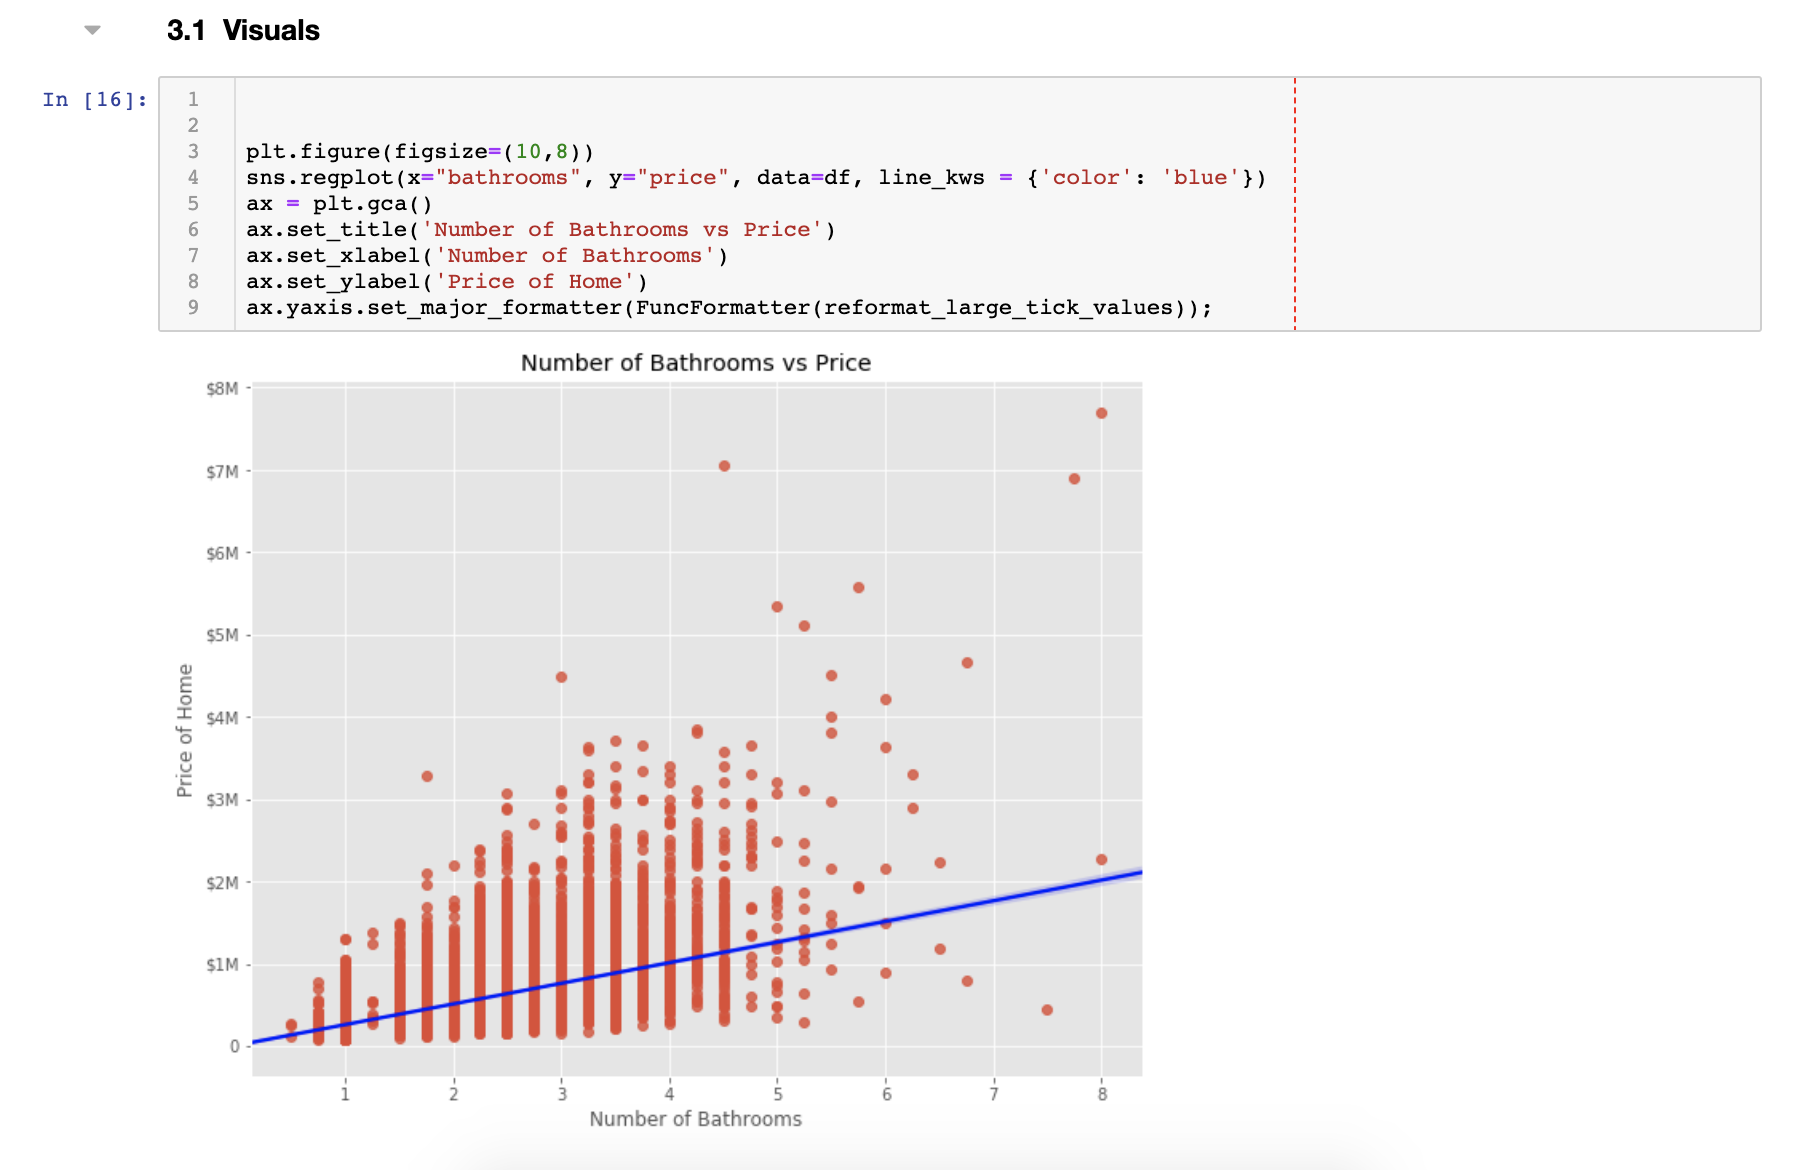 3.1 Visuals
In [16]:
1
2
3 plt.figure(figsize=(10,8))
4 sns.regplot(x="bathrooms", y="price", data=df, line_kws = {'color': 'blue'})
5 ax = plt.gca()
6 ax.set_title('Number of Bathrooms vs Price')
7 ax.set_xlabel('Number of Bathrooms')
8 ax.set_ylabel('Price of Home')
9 ax.yaxis.set_major_formatter(FuncFormatter(reformat_large_tick_values));
Number of Bathrooms vs Price
$8M
$7M
$6M
$5M
$4M
$3M
$2M
$1M
0
Price of Home
1 2 3 4 5 6 7 8
Number of Bathrooms